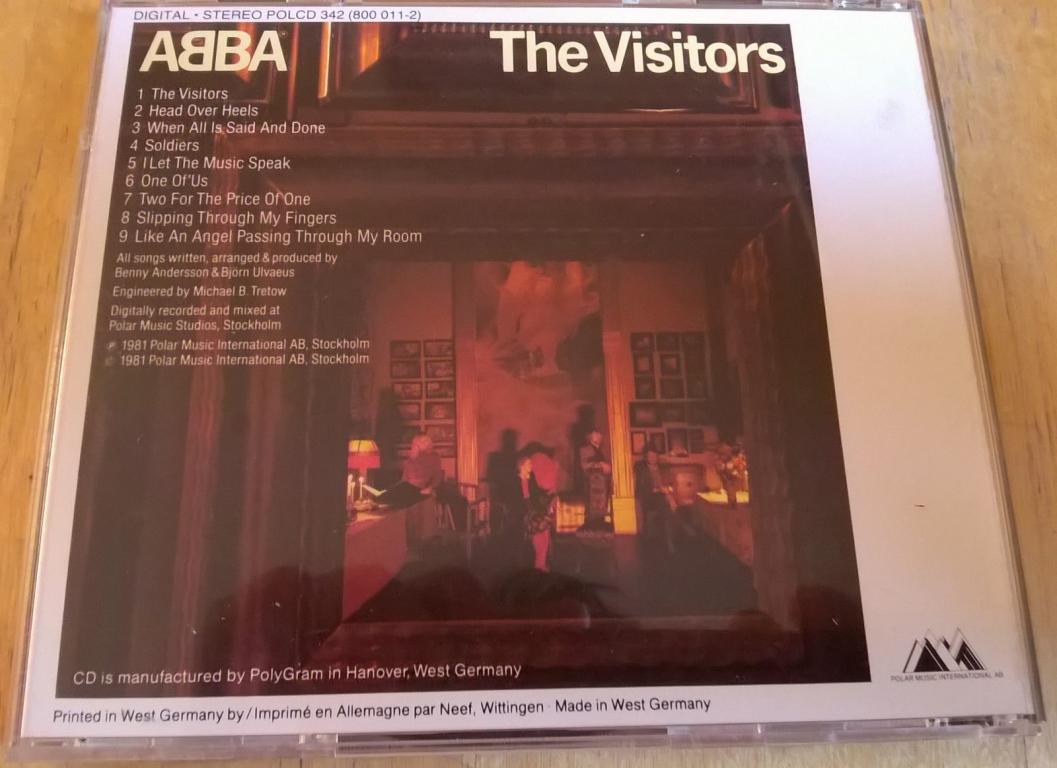 DIGITAL • STEREO POLCD 342 (800 011-2)
ABBA The Visitors
1 The Visitors
2 Head Over Heels
3 When All Is Said And Done
4 Soldiers
5 I Let The Music Speak
6 One Of Us
7 Two For The Price Of One
8 Slipping Through My Fingers
9 Like An Angel Passing Through My Room
All songs written, arranged & produced by
Benny Andersson & Björn Ulvaeus
Engineered by Michael B. Tretow
Digitally recorded and mixed at
Polar Music Studios, Stockholm
℗ 1981 Polar Music International AB, Stockholm
© 1981 Polar Music International AB, Stockholm
CD is manufactured by PolyGram in Hanover, West Germany
POLAR MUSIC INTERNATIONAL AB
Printed in West Germany by / Imprimé en Allemagne par Neef, Wittingen · Made in West Germany